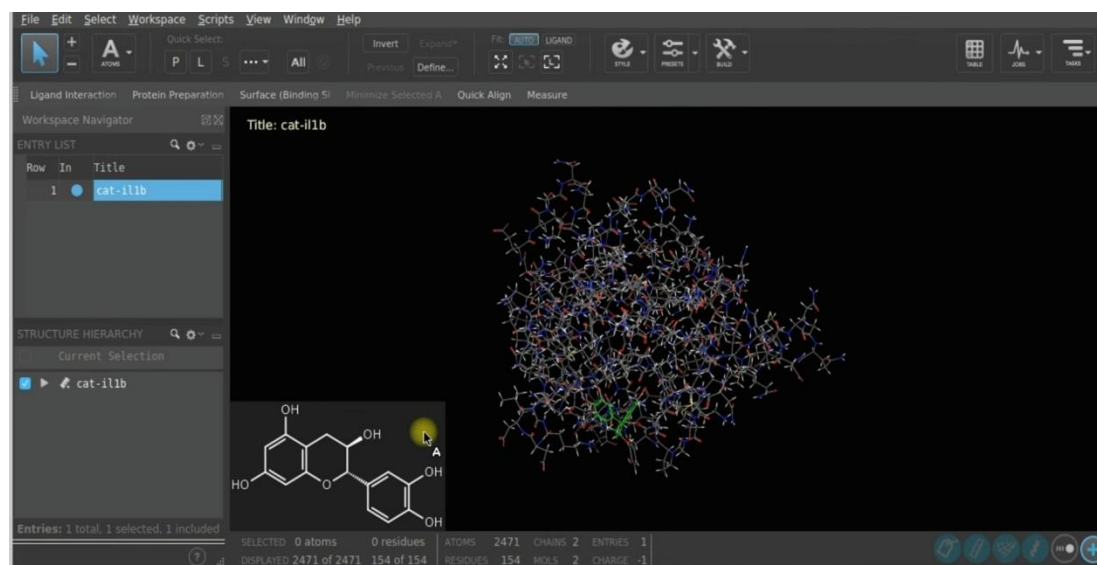 File Edit Select Workspace Scripts View Window Help
Quick Select:
Invert Expand
Fit: AUTO LIGAND
A
ATOMS
P L S ... All
Previous Define...
STYLE PRESETS BUILD
TABLE JOBS TASKS
Ligand Interaction Protein Preparation Surface (Binding Si Minimize Selected A Quick Align Measure
Workspace Navigator
Title: cat-il1b
ENTRY LIST
Row In Title
1 cat-il1b
STRUCTURE HIERARCHY
Current Selection
cat-il1b
OH
OH
A
OH
HO
O
OH
Entries: 1 total, 1 selected, 1 included
SELECTED 0 atoms 0 residues ATOMS 2471 CHAINS 2 ENTRIES 1
DISPLAYED 2471 of 2471 154 of 154 RESIDUES 154 MOLS 2 CHARGE -1